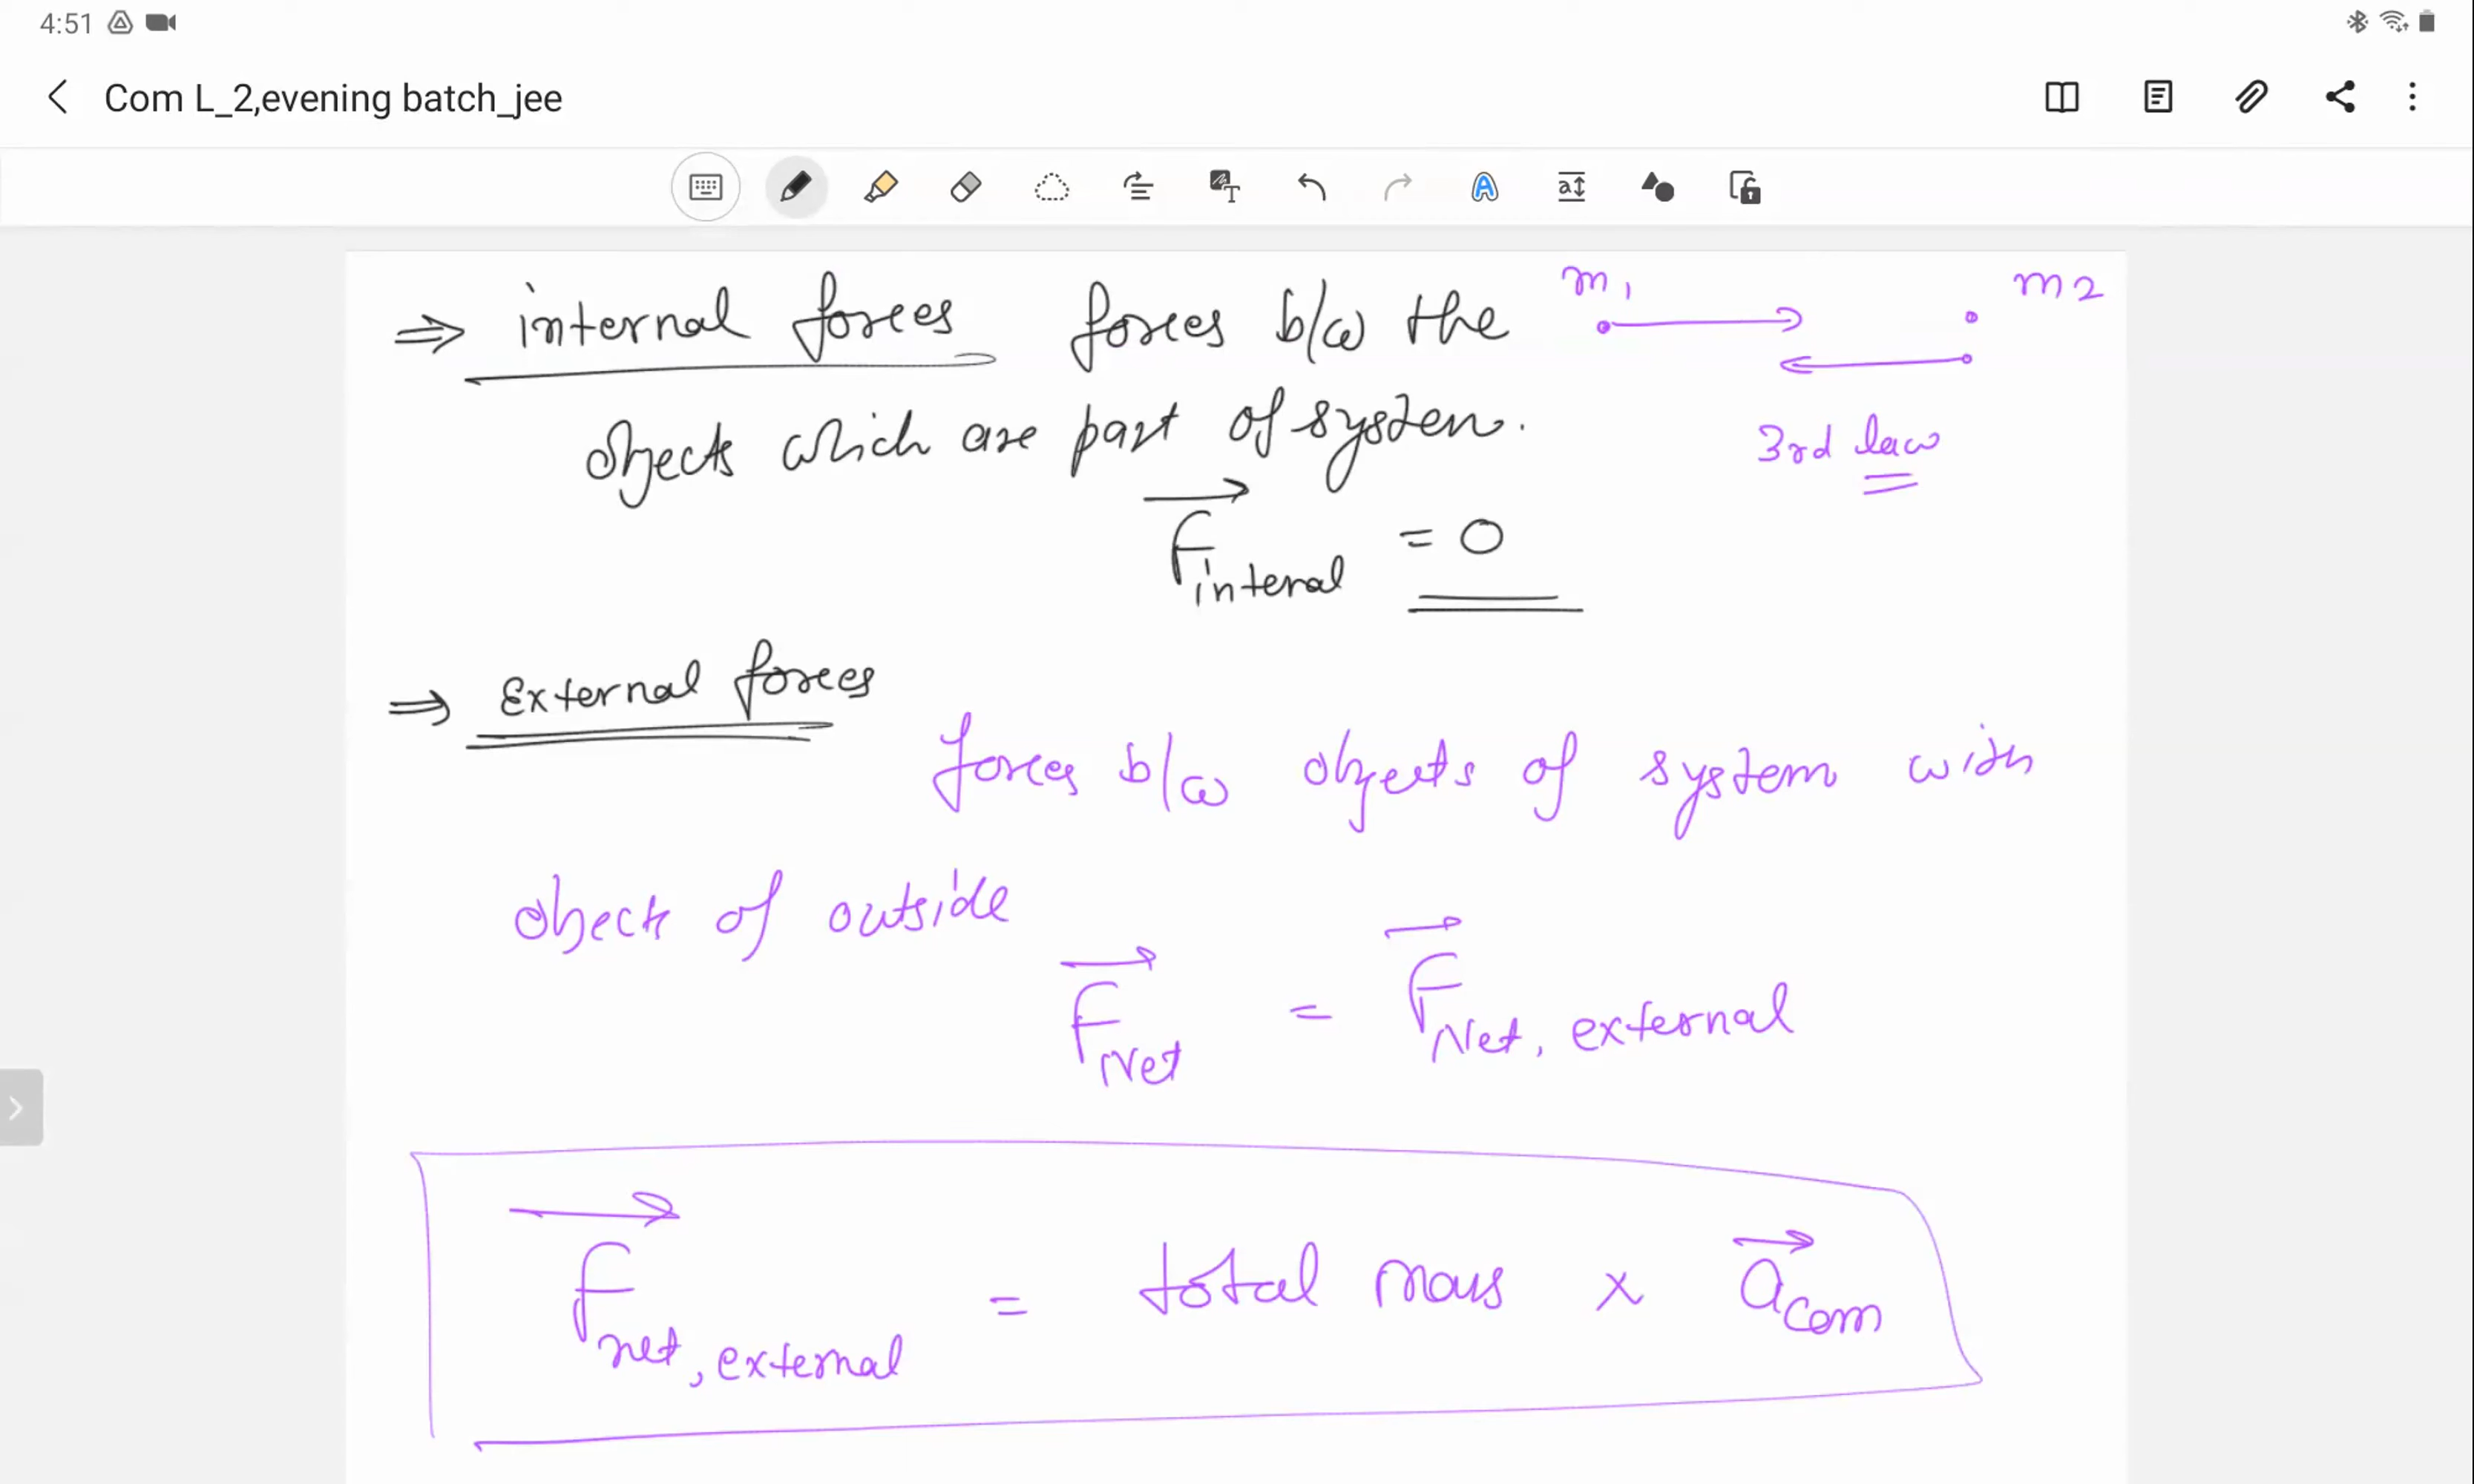 4:51
Com L_2,evening batch_jee
⇒ internal forces forces b/w the
objects which are part of system.
m1 m2
3rd law
F⃗ interal = 0
⇒ External forces
forces b/w objects of system with
object of outside
F⃗ Net = F⃗ Net, external
F⃗ net, external = total mass × a⃗ com